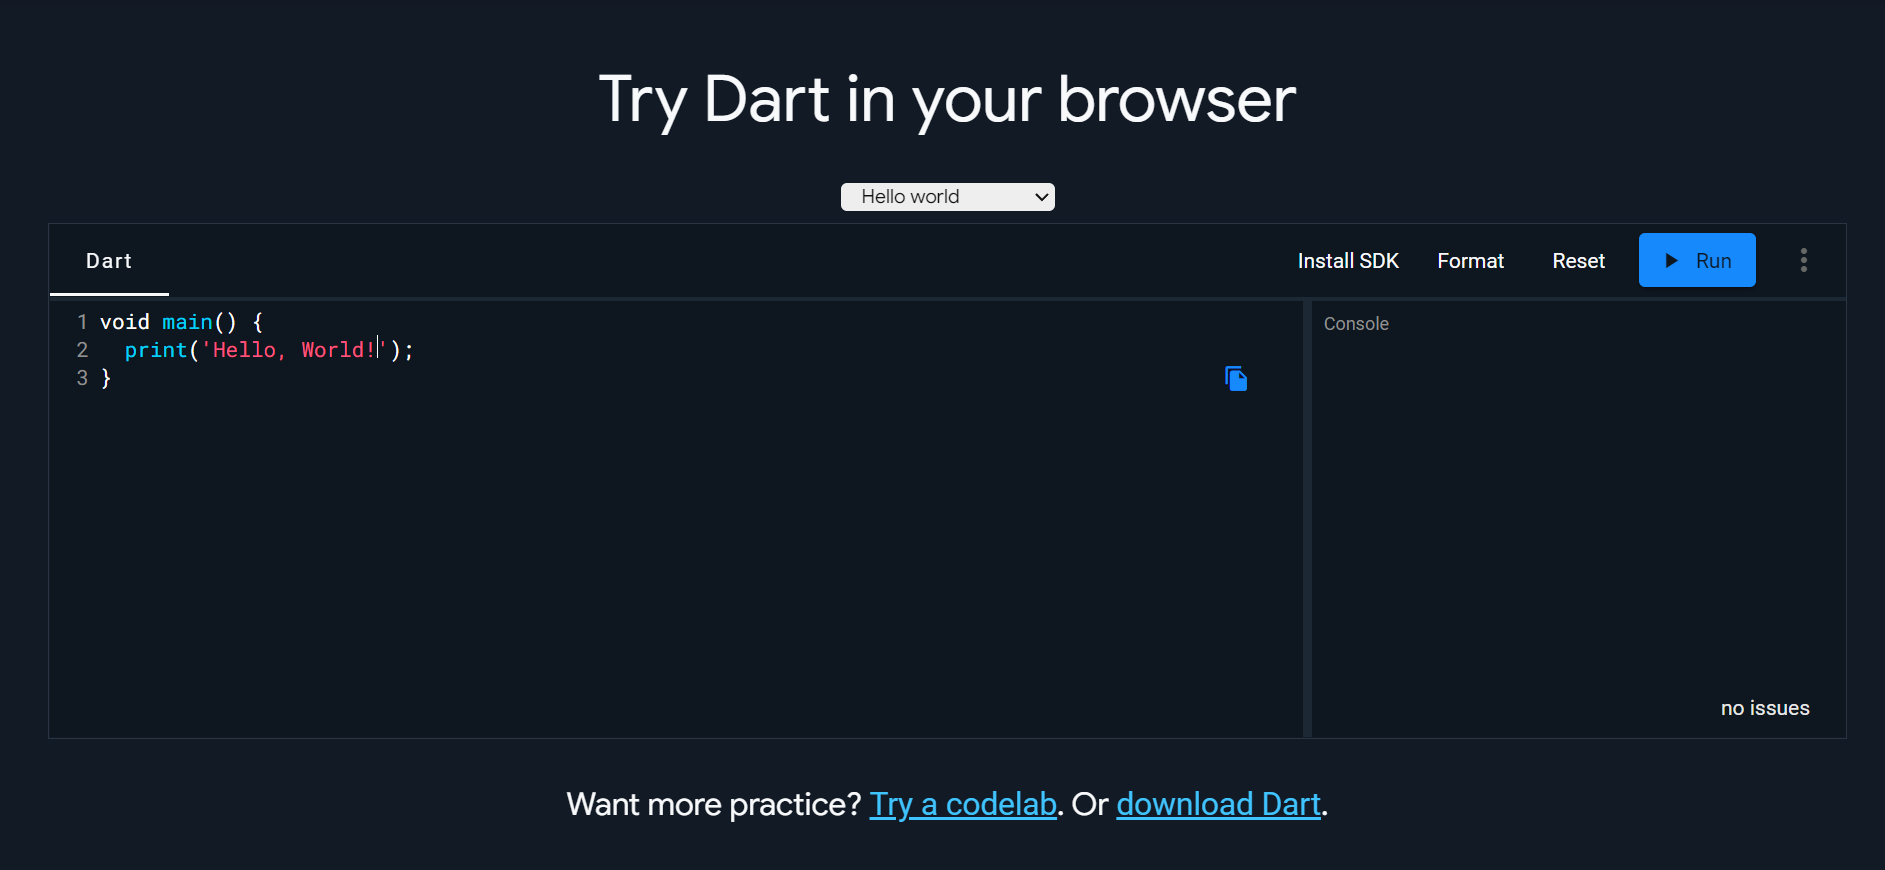 Try Dart in your browser
Hello world
Dart
Install SDK Format Reset Run
1 void main() {
2   print('Hello, World!');
3 }
Console
no issues
Want more practice? Try a codelab. Or download Dart.